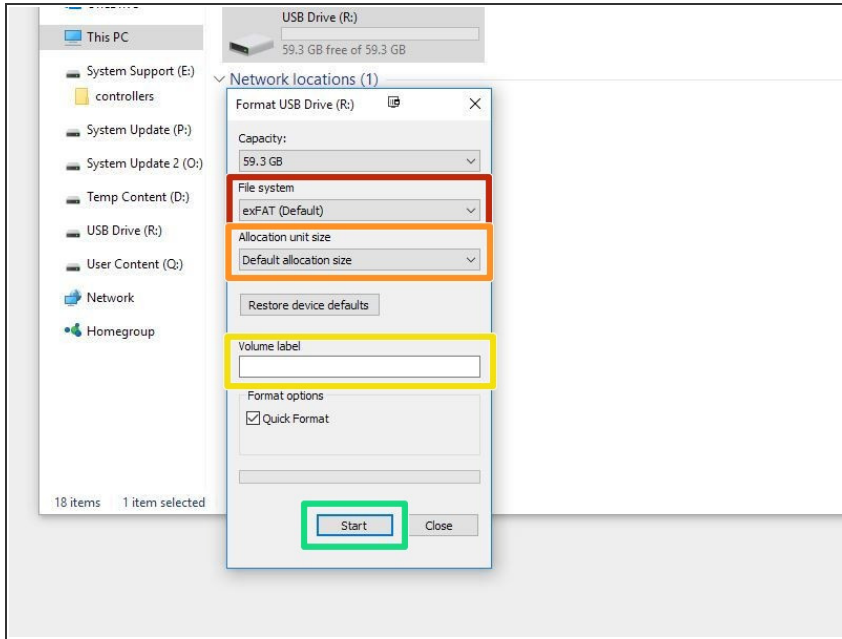 USB Drive (R:)
59.3 GB free of 59.3 GB
This PC
System Support (E:)
controllers
System Update (P:)
System Update 2 (O:)
Temp Content (D:)
USB Drive (R:)
User Content (Q:)
Network
Homegroup
18 items 1 item selected
Network locations (1)
Format USB Drive (R:)
Capacity:
59.3 GB
File system
exFAT (Default)
Allocation unit size
Default allocation size
Restore device defaults
Volume label
Format options
Quick Format
Start
Close